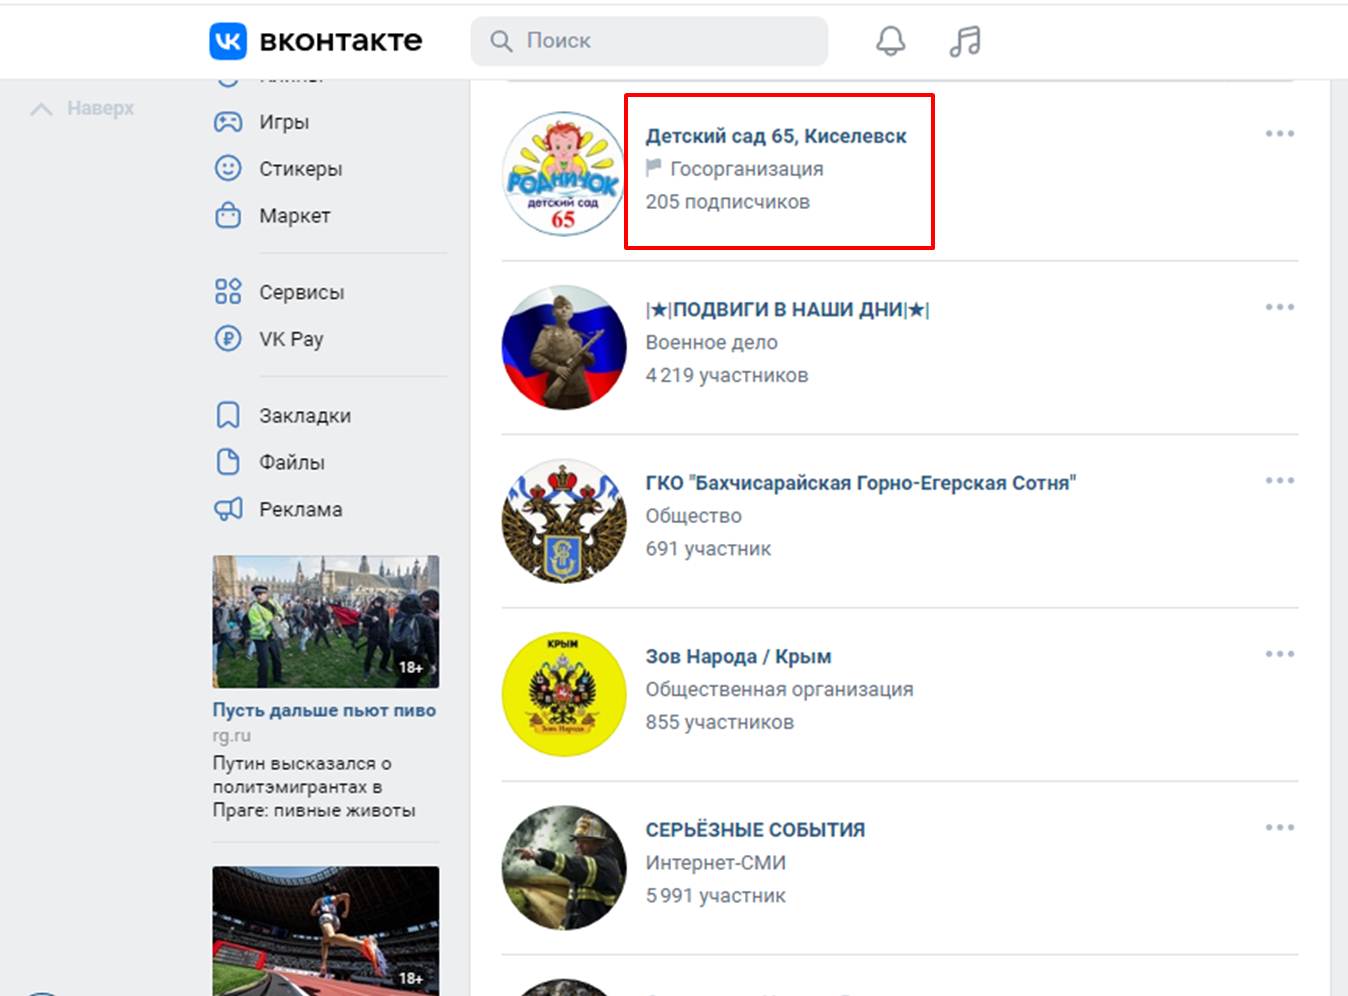 вконтакте
Поиск
Наверх
Игры
Стикеры
Маркет
Сервисы
VK Pay
Закладки
Файлы
Реклама
18+
Пусть дальше пьют пиво
rg.ru
Путин высказался о
политэмигрантах в
Праге: пивные животы
18+
РОДНИЧОК
детский сад
65
Детский сад 65, Киселевск
Госорганизация
205 подписчиков
|★|ПОДВИГИ В НАШИ ДНИ|★|
Военное дело
4 219 участников
ГКО "Бахчисарайская Горно-Егерская Сотня"
Общество
691 участник
КРЫМ
Зовъ Народа
Зов Народа / Крым
Общественная организация
855 участников
СЕРЬЁЗНЫЕ СОБЫТИЯ
Интернет-СМИ
5 991 участник